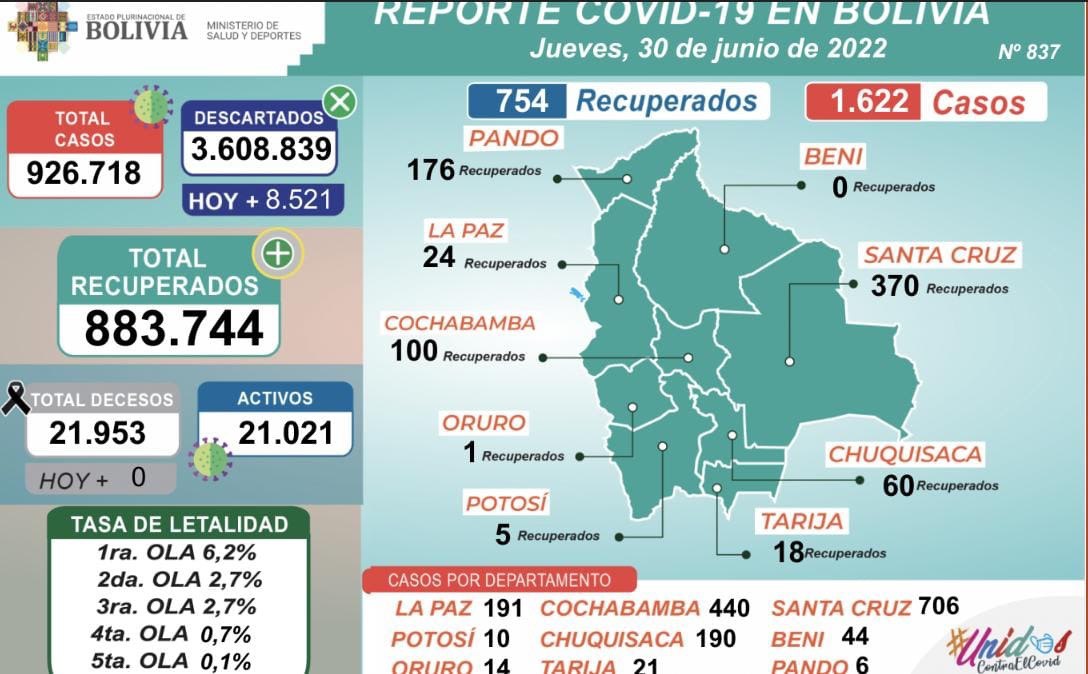 ESTADO PLURINACIONAL DE
BOLIVIA
MINISTERIO DE
SALUD Y DEPORTES
REPORTE COVID-19 EN BOLIVIA
Jueves, 30 de junio de 2022
Nº 837
TOTAL
CASOS
926.718
DESCARTADOS
3.608.839
HOY + 8.521
TOTAL
RECUPERADOS
883.744
TOTAL DECESOS
21.953
HOY + 0
ACTIVOS
21.021
TASA DE LETALIDAD
1ra. OLA 6,2%
2da. OLA 2,7%
3ra. OLA 2,7%
4ta. OLA 0,7%
5ta. OLA 0,1%
754 Recuperados
1.622 Casos
PANDO
176 Recuperados
BENI
0 Recuperados
LA PAZ
24 Recuperados
SANTA CRUZ
370 Recuperados
COCHABAMBA
100 Recuperados
ORURO
1 Recuperados
CHUQUISACA
60 Recuperados
POTOSÍ
5 Recuperados
TARIJA
18 Recuperados
CASOS POR DEPARTAMENTO
LA PAZ 191 COCHABAMBA 440 SANTA CRUZ 706
POTOSÍ 10 CHUQUISACA 190 BENI 44
ORURO 14 TARIJA 21 PANDO 6
#Unidos
ContraElCovid